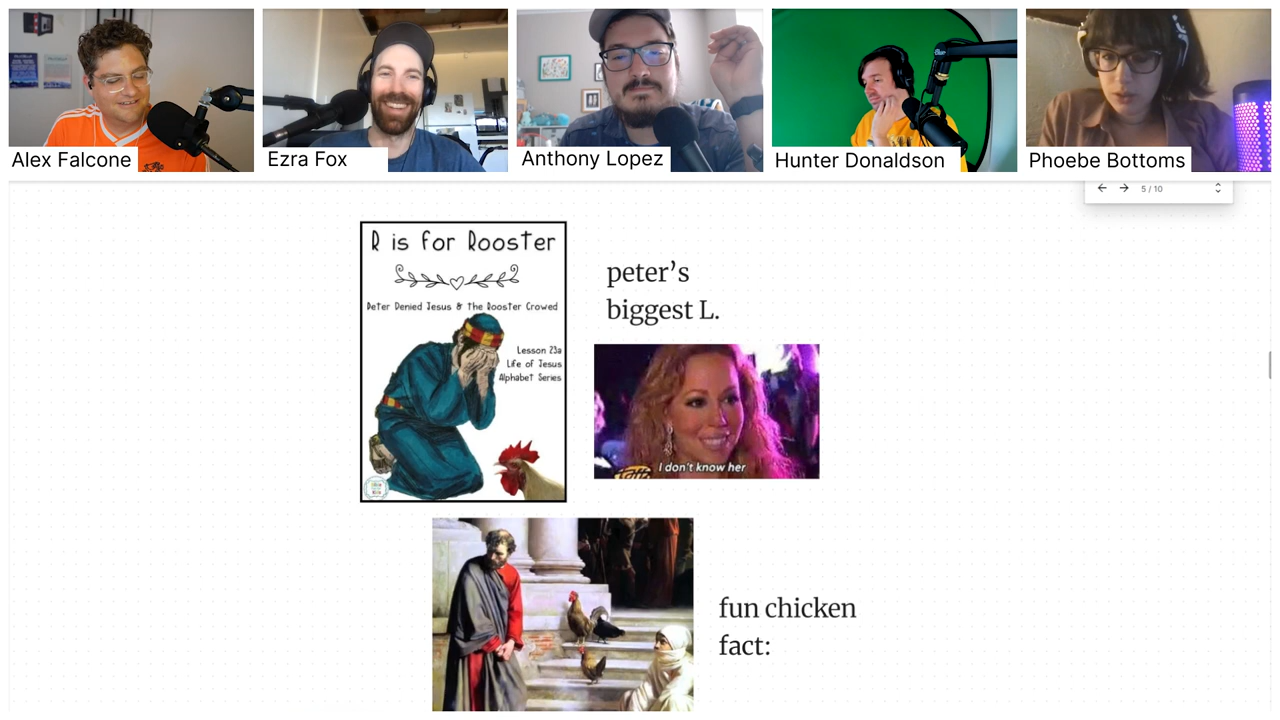 Alex Falcone
Ezra Fox
Anthony Lopez
Hunter Donaldson
Phoebe Bottoms
5 / 10
R is for Rooster
Peter Denied Jesus & The Rooster Crowed
Lesson 23a
Life of Jesus
Alphabet Series
peter’s
biggest L.
I don't know her
fun chicken
fact: